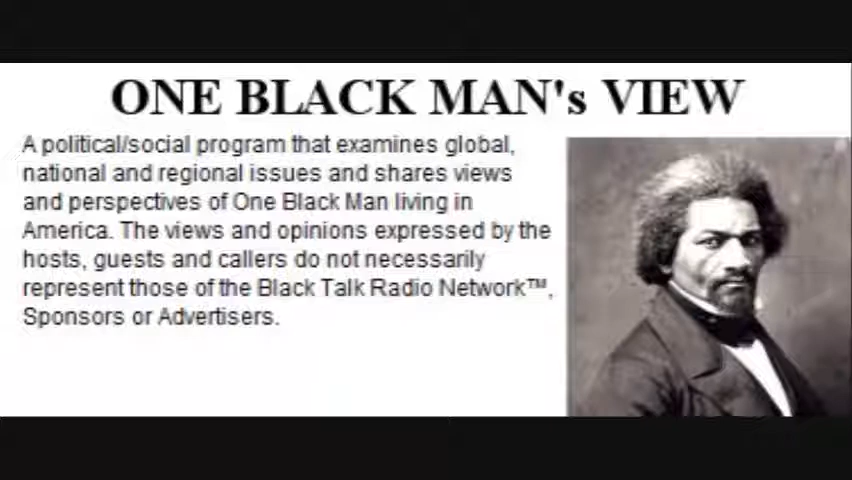 ONE BLACK MAN's VIEW
A political/social program that examines global,
national and regional issues and shares views
and perspectives of One Black Man living in
America. The views and opinions expressed by the
hosts, guests and callers do not necessarily
represent those of the Black Talk Radio Network™,
Sponsors or Advertisers.